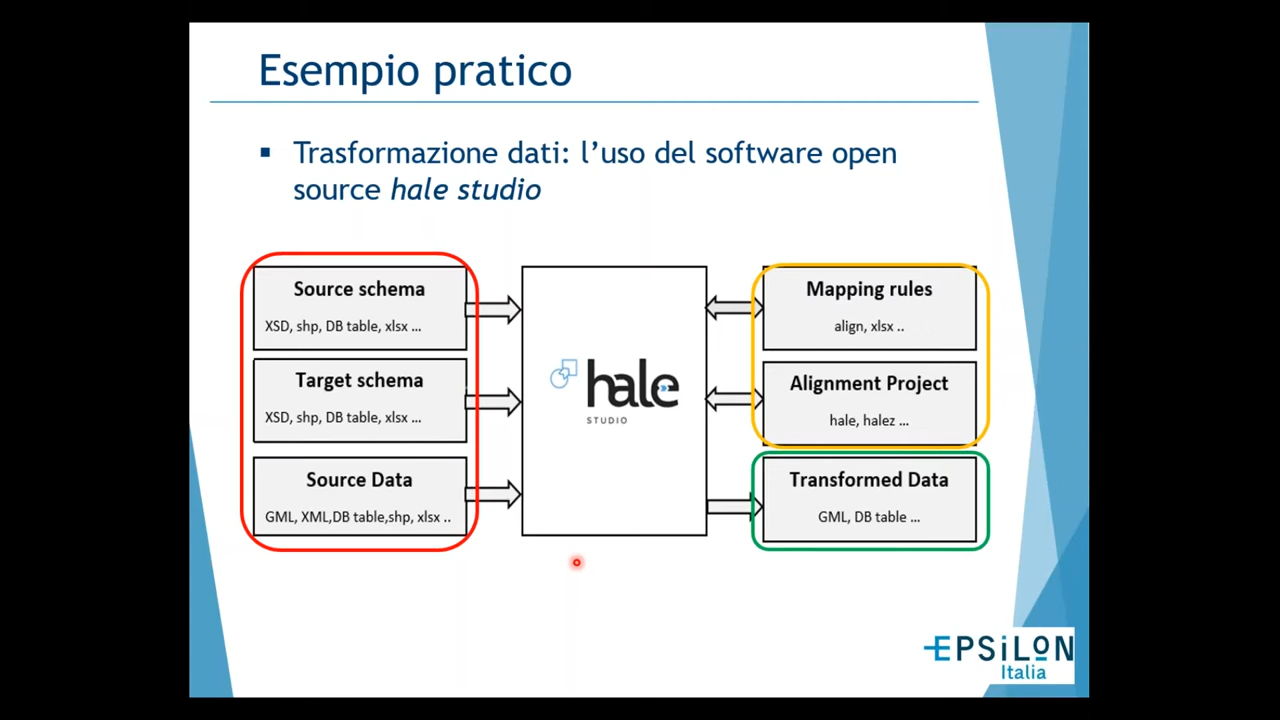 Esempio pratico
▪ Trasformazione dati: l’uso del software open
source hale studio
Source schema
XSD, shp, DB table, xlsx ...
Target schema
XSD, shp, DB table, xlsx ...
Source Data
GML, XML,DB table,shp, xlsx ..
hale
STUDIO
Mapping rules
align, xlsx ..
Alignment Project
hale, halez ...
Transformed Data
GML, DB table ...
EPSiLON
Italia